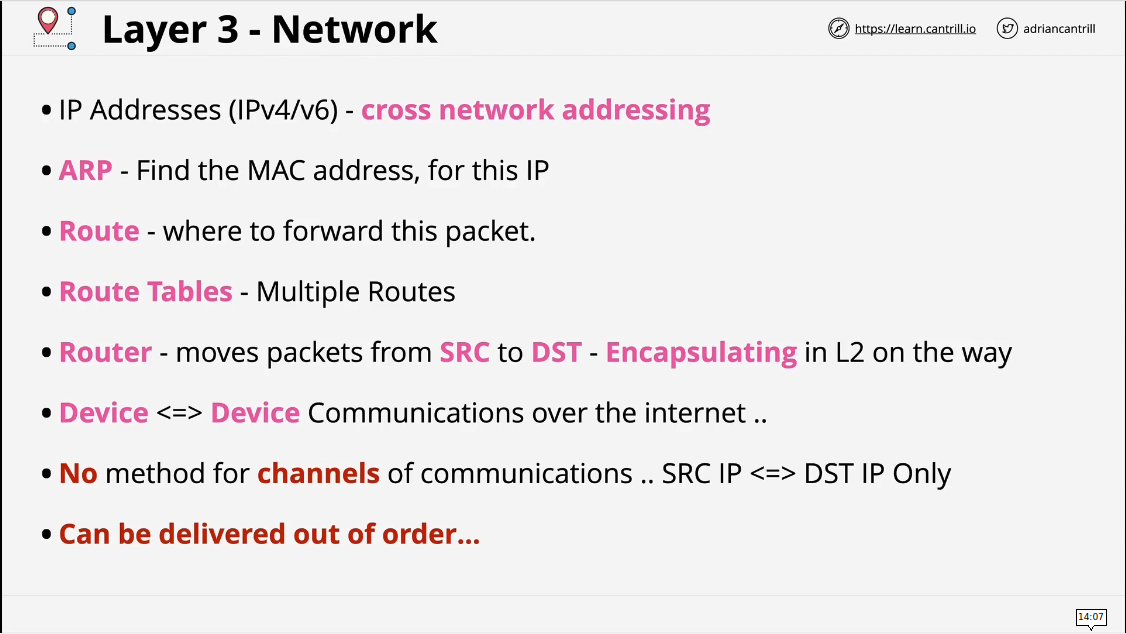 Layer 3 - Network
https://learn.cantrill.io
adriancantrill
• IP Addresses (IPv4/v6) - cross network addressing
• ARP - Find the MAC address, for this IP
• Route - where to forward this packet.
• Route Tables - Multiple Routes
• Router - moves packets from SRC to DST - Encapsulating in L2 on the way
• Device <=> Device Communications over the internet ..
• No method for channels of communications .. SRC IP <=> DST IP Only
• Can be delivered out of order...
14:07